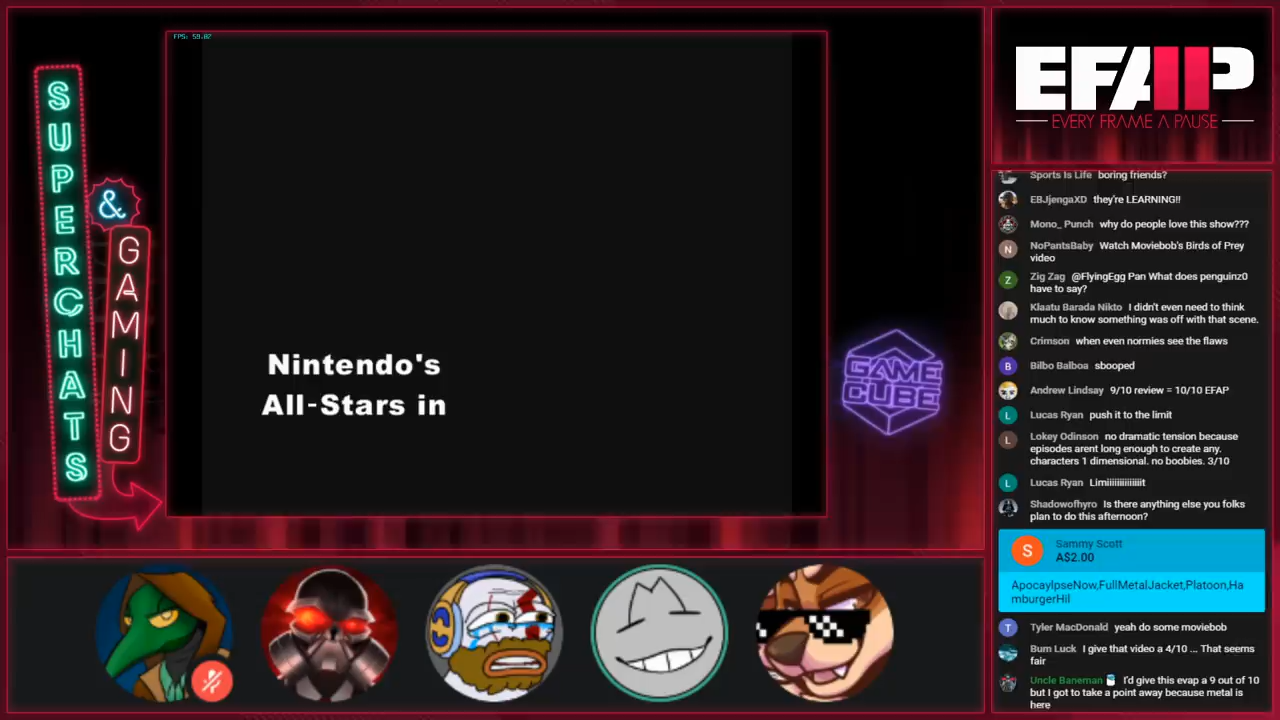 FPS: 59.07
SUPERCHATS
&
GAMING
Nintendo's
All-Stars in
GAME
CUBE
EFAP
EVERY FRAME A PAUSE
Sports Is Life boring friends?
EBJjengaXD they're LEARNING!!
Mono_ Punch why do people love this show???
NoPantsBaby Watch Moviebob's Birds of Prey
video
Zig Zag @FlyingEgg Pan What does penguinz0
have to say?
Klaatu Barada Nikto I didn't even need to think
much to know something was off with that scene.
Crimson when even normies see the flaws
Bilbo Balboa sbooped
Andrew Lindsay 9/10 review = 10/10 EFAP
Lucas Ryan push it to the limit
Lokey Odinson no dramatic tension because
episodes arent long enough to create any.
characters 1 dimensional. no boobies. 3/10
Lucas Ryan Limiiiiiiiiiiiiiit
Shadowofhyro Is there anything else you folks
plan to do this afternoon?
Sammy Scott
A$2.00
ApocaylpseNow,FullMetalJacket,Platoon,Ha
mburgerHil
Tyler MacDonald yeah do some moviebob
Bum Luck I give that video a 4/10 ... That seems
fair
Uncle Baneman I'd give this evap a 9 out of 10
but I got to take a point away because metal is
here